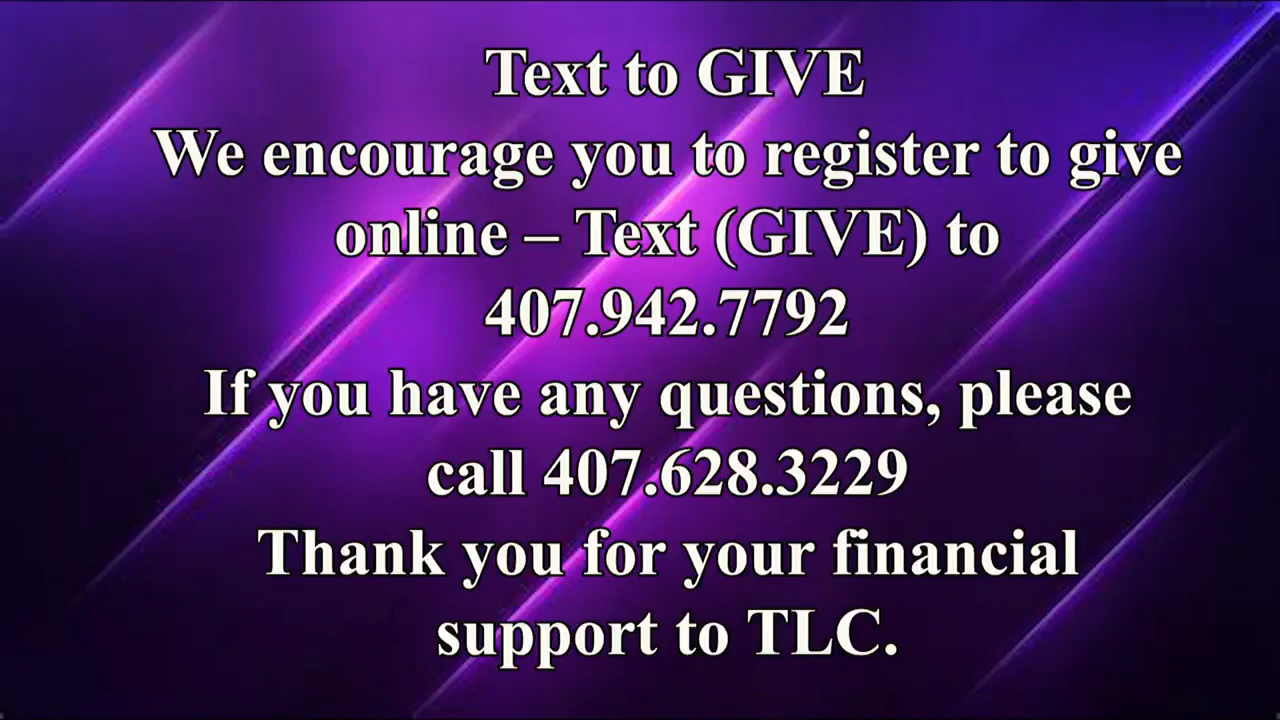 Text to GIVE
We encourage you to register to give
online – Text (GIVE) to
407.942.7792
If you have any questions, please
call 407.628.3229
Thank you for your financial
support to TLC.